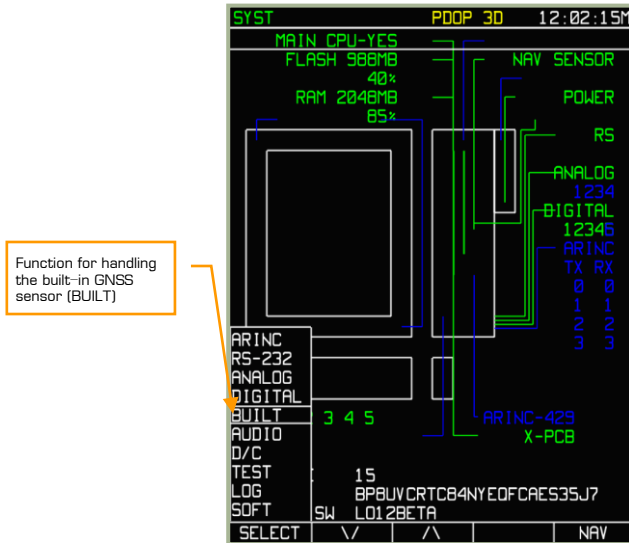 SYST PDOP 3D 12:02:15M
MAIN CPU-YES
FLASH 988MB NAV SENSOR
40%
RAM 2048MB POWER
85%
RS
ANALOG
1234
DIGITAL
12345
ARINC
TX RX
0 0
1 1
2 2
3 3
Function for handling
the built-in GNSS
sensor (BUILT)
ARINC
RS-232
ANALOG
DIGITAL
BUILT 3 4 5 ARINC-429
AUDIO X-PCB
D/C
TEST 15
LOG BPBUVCRTC84NYEOFCAES35J7
SOFT SW L012BETA
SELECT \/ /\ NAV